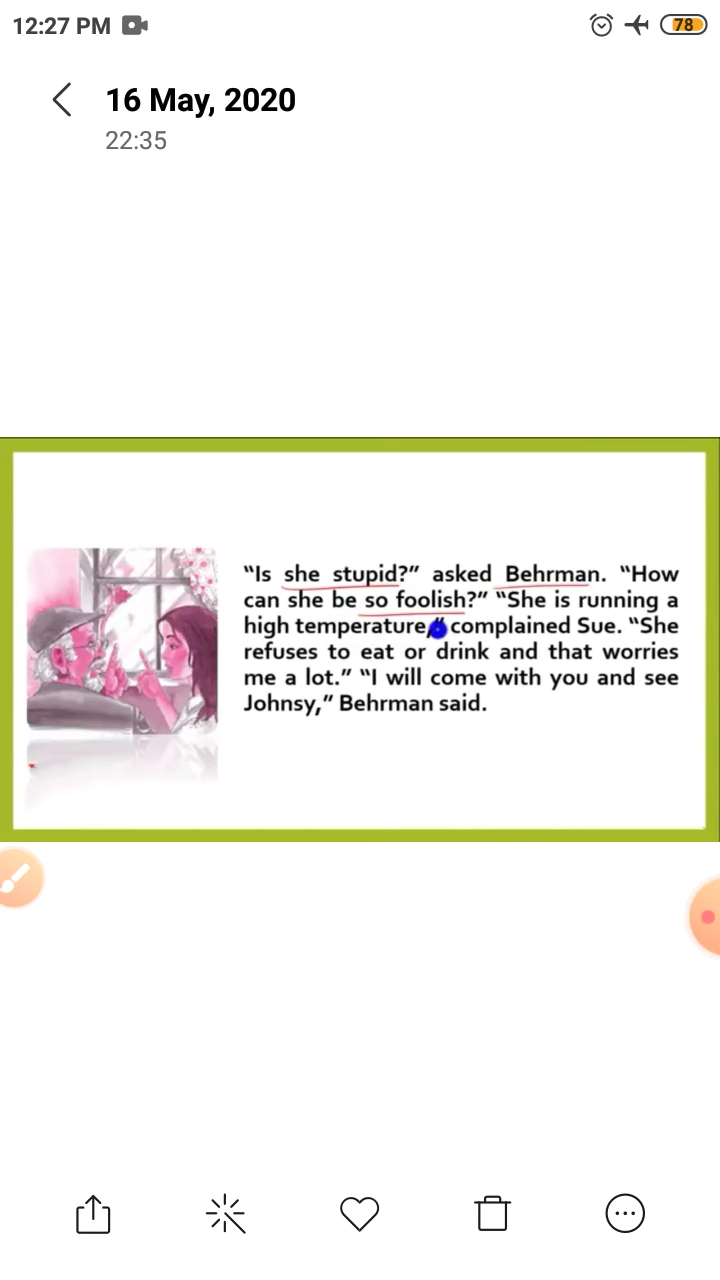 12:27 PM
78
16 May, 2020
22:35
“Is she stupid?” asked Behrman. “How
can she be so foolish?” “She is running a
high temperature,” complained Sue. “She
refuses to eat or drink and that worries
me a lot.” “I will come with you and see
Johnsy,” Behrman said.